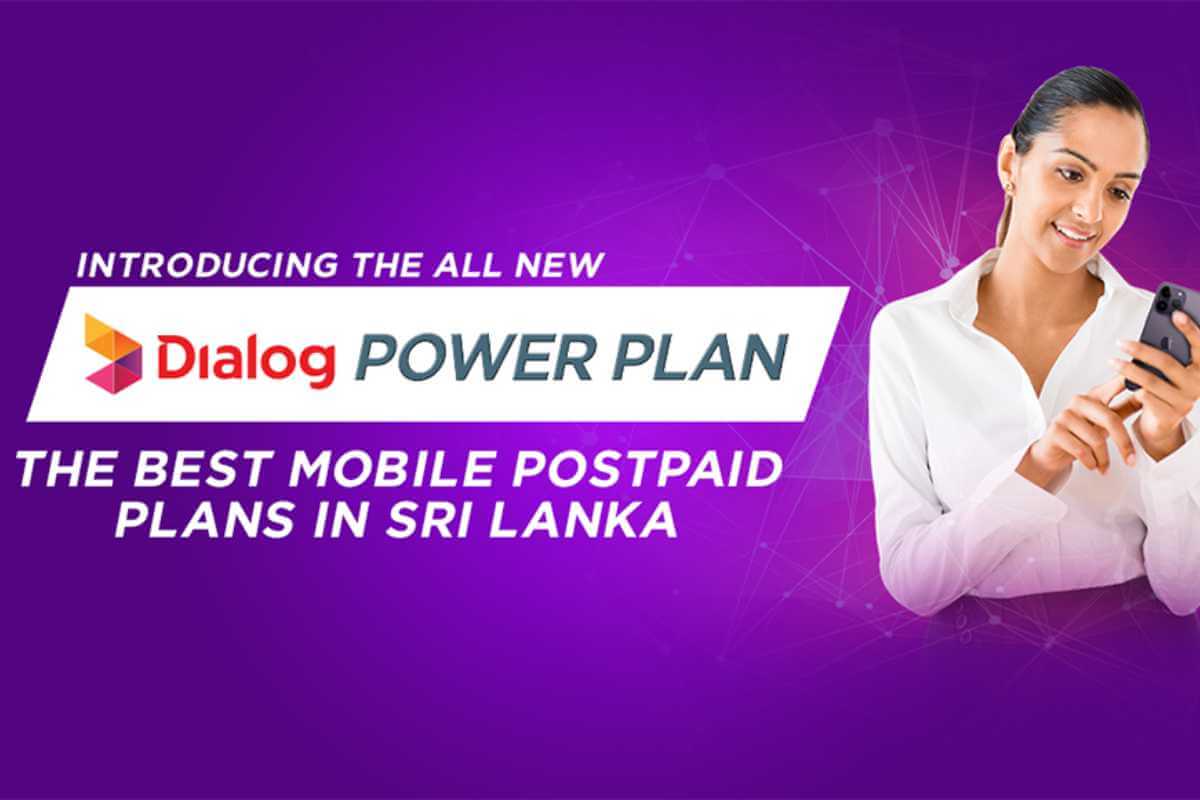 INTRODUCING THE ALL NEW
Dialog POWER PLAN
THE BEST MOBILE POSTPAID
PLANS IN SRI LANKA